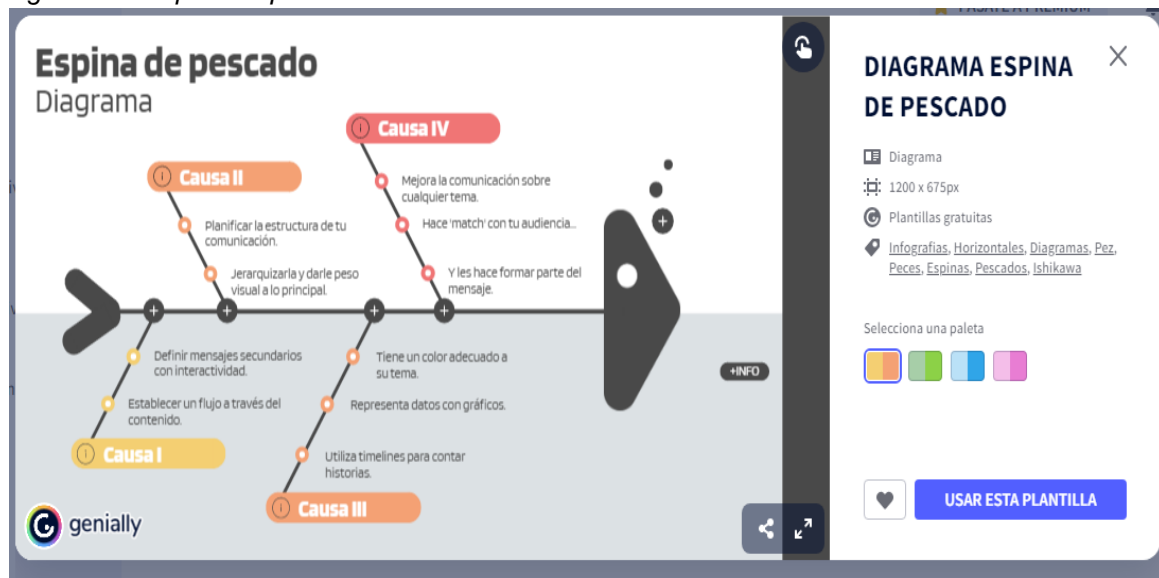 Espina de pescado
Diagrama
Causa IV
Mejora la comunicación sobre
cualquier tema.
Hace 'match' con tu audiencia...
Y les hace formar parte del
mensaje.
Causa II
Planificar la estructura de tu
comunicación.
Jerarquizarla y darle peso
visual a lo principal.
Definir mensajes secundarios
con interactividad.
Establecer un flujo a través del
contenido.
Causa I
Tiene un color adecuado a
su tema.
Representa datos con gráficos.
Utiliza timelines para contar
historias.
Causa III
+INFO
genially
DIAGRAMA ESPINA
DE PESCADO
Diagrama
1200 x 675px
Plantillas gratuitas
Infografias, Horizontales, Diagramas, Pez,
Peces, Espinas, Pescados, Ishikawa
Selecciona una paleta
USAR ESTA PLANTILLA